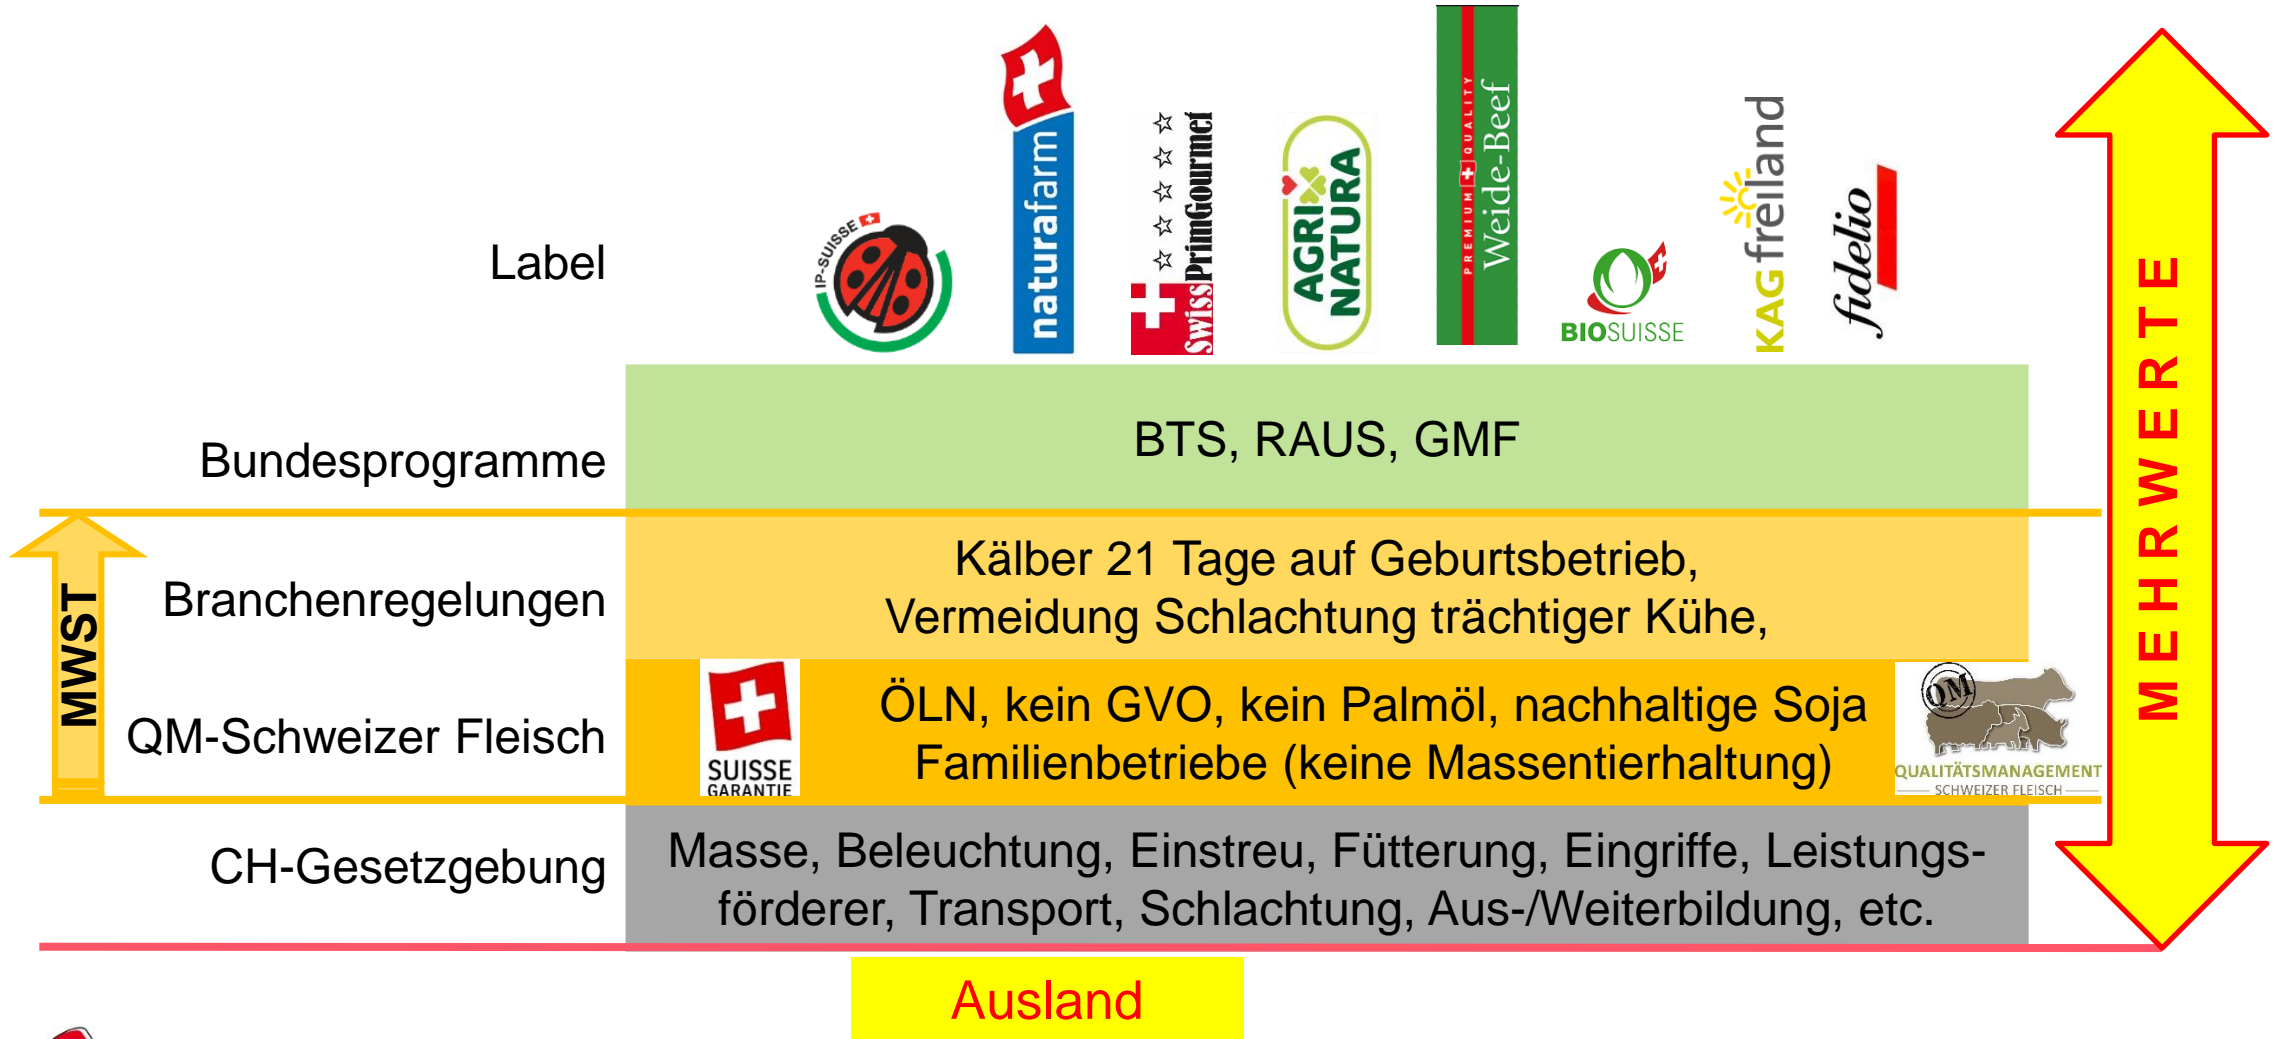 Label
IP-SUISSE
naturafarm
SwissPrimGourmet
AGRI
NATURA
PREMIUM QUALITY
Weide-Beef
BIOSUISSE
KAGfreiland
fidelio
Bundesprogramme
BTS, RAUS, GMF
MWST
Branchenregelungen
Kälber 21 Tage auf Geburtsbetrieb,
Vermeidung Schlachtung trächtiger Kühe,
QM-Schweizer Fleisch
SUISSE
GARANTIE
ÖLN, kein GVO, kein Palmöl, nachhaltige Soja
Familienbetriebe (keine Massentierhaltung)
QM
QUALITÄTSMANAGEMENT
SCHWEIZER FLEISCH
CH-Gesetzgebung
Masse, Beleuchtung, Einstreu, Fütterung, Eingriffe, Leistungs-
förderer, Transport, Schlachtung, Aus-/Weiterbildung, etc.
Ausland
MEHRWERTE